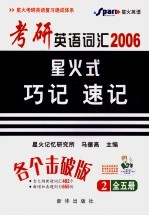 星火考研英语复习速成体系
Spark 星火英语
考研英语词汇2006
星火式
巧记 速记
星火记忆研究所 马德高 主编
各个击破版
2 全五册
新华出版社